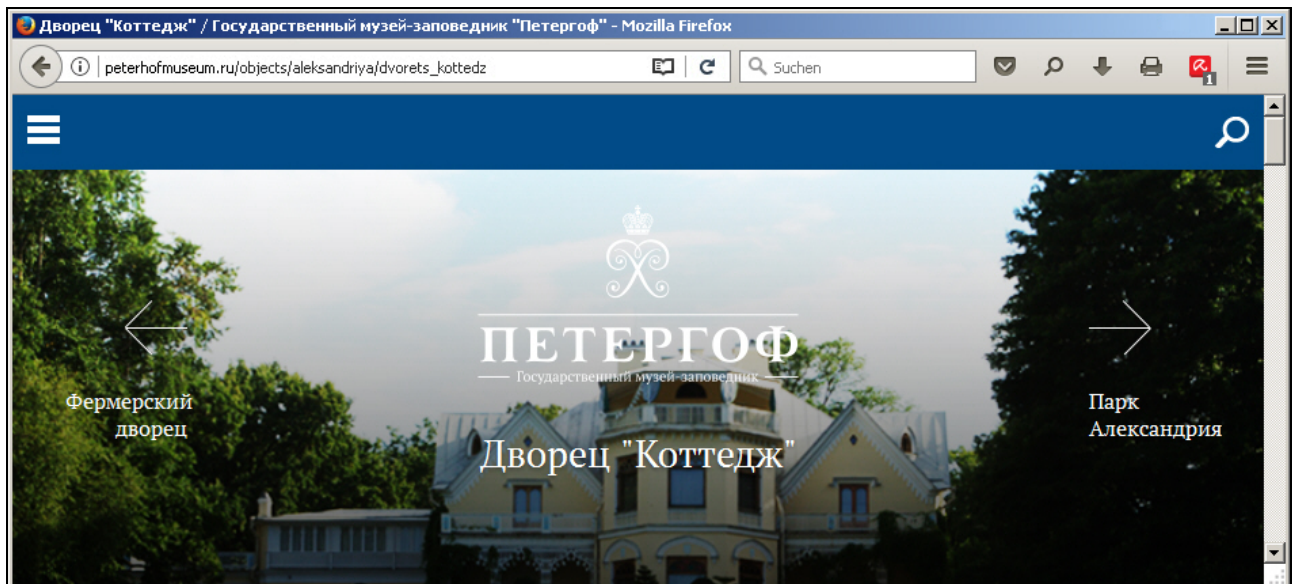 Дворец "Коттедж" / Государственный музей-заповедник "Петергоф" - Mozilla Firefox
peterhofmuseum.ru/objects/aleksandriya/dvorets_kottedz
Suchen
1
ПЕТЕРГОФ
Государственный музей-заповедник
Фермерский
дворец
Парк
Александрия
Дворец "Коттедж"